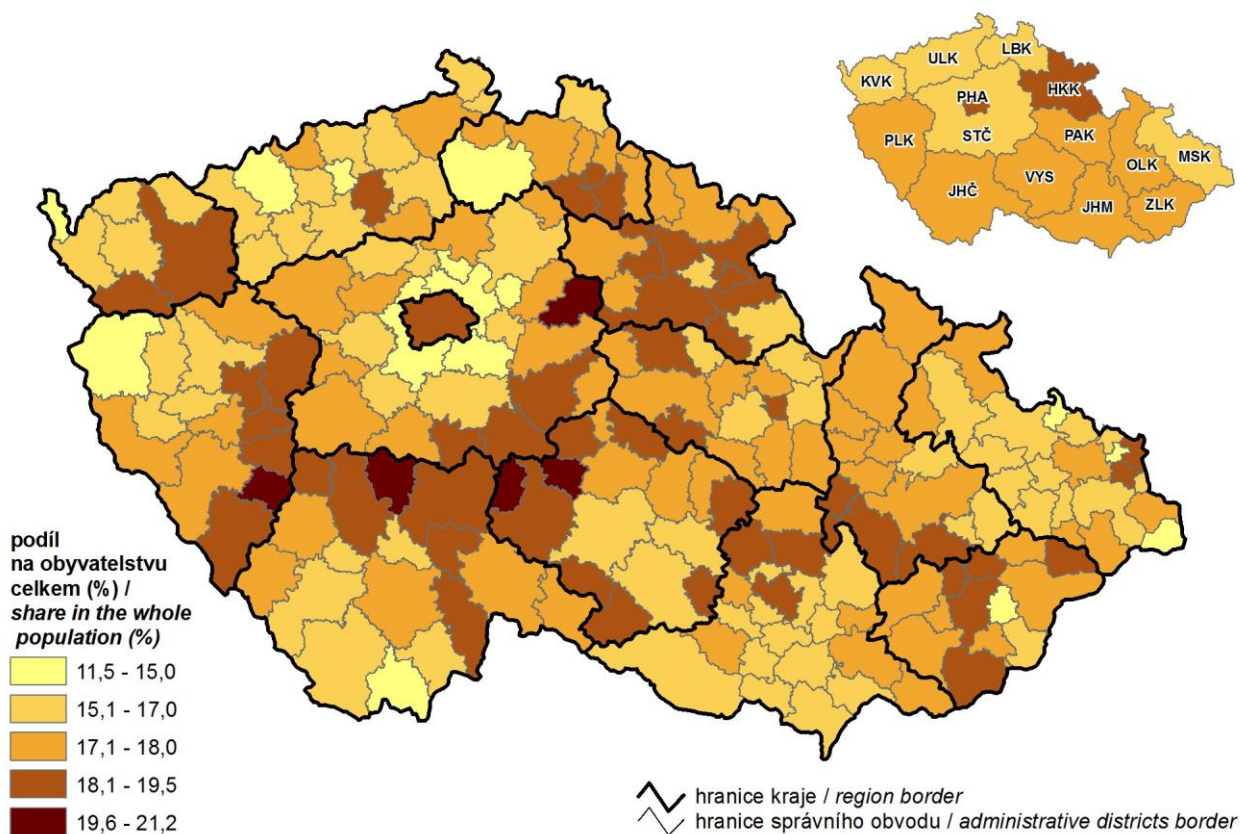 KVK
ULK
LBK
PHA
HKK
STČ
PLK
PAK
JHČ
VYS
OLK
MSK
JHM
ZLK
podíl
na obyvatelstvu
celkem (%) /
share in the whole
population (%)
11,5 - 15,0
15,1 - 17,0
17,1 - 18,0
18,1 - 19,5
19,6 - 21,2
hranice kraje / region border
hranice správního obvodu / administrative districts border